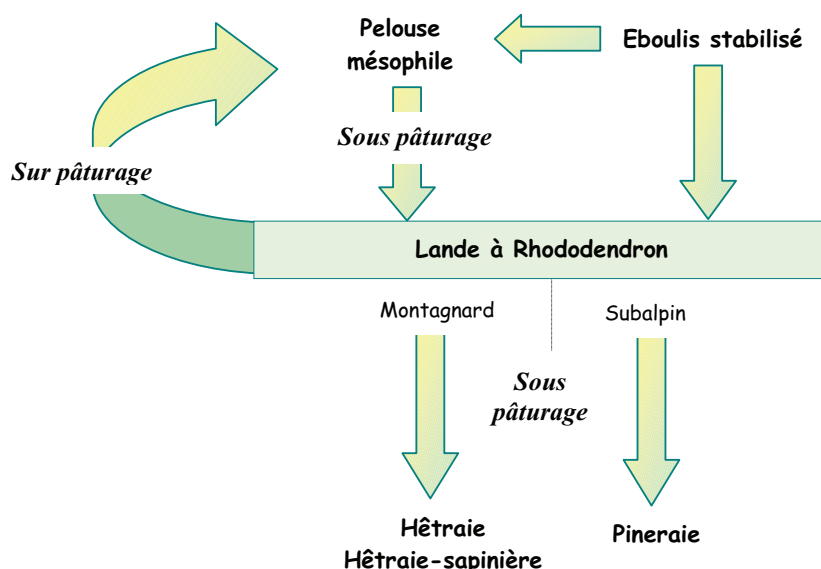 Pelouse
mésophile
Eboulis stabilisé
Sous pâturage
Sur pâturage
Lande à Rhododendron
Montagnard
Subalpin
Sous
pâturage
Hêtraie
Hêtraie-sapinière
Pineraie